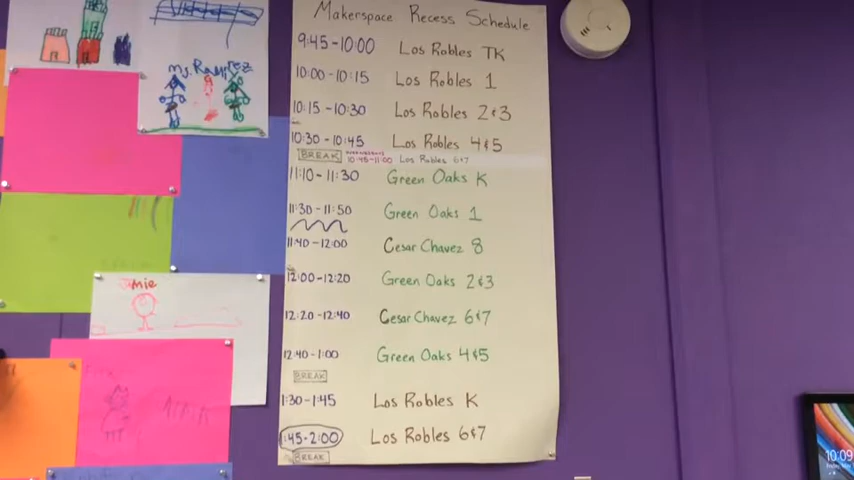 Makerspace Recess Schedule
9:45-10:00 Los Robles TK
10:00-10:15 Los Robles 1
10:15-10:30 Los Robles 2&3
10:30-10:45 Los Robles 4&5
BREAK 10:45-11:00 Los Robles 6&7
11:10-11:30 Green Oaks K
11:30-11:50 Green Oaks 1
11:40-12:00 Cesar Chavez 8
12:00-12:20 Green Oaks 2&3
12:20-12:40 Cesar Chavez 6&7
12:40-1:00 Green Oaks 4&5
BREAK
1:30-1:45 Los Robles K
1:45-2:00 Los Robles 6&7
BREAK
Ms. Ramirez
Jamie
10:09